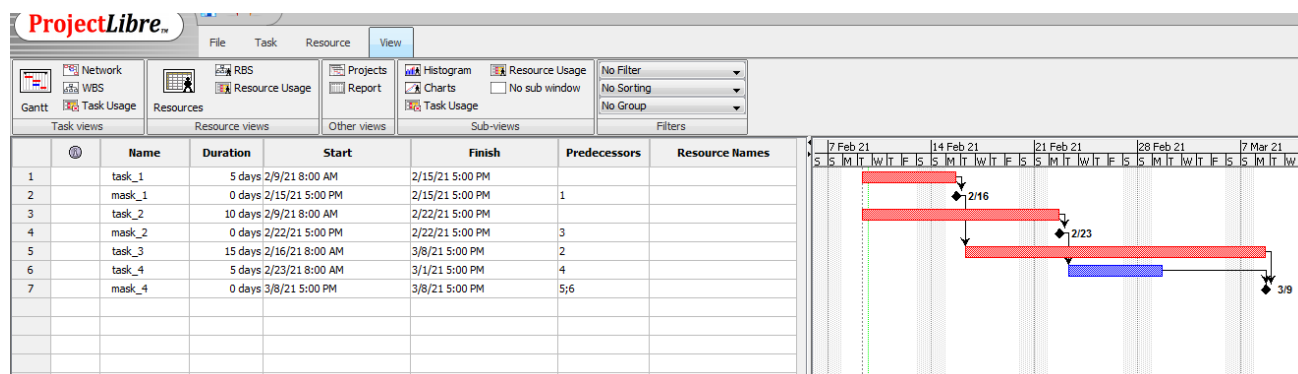 ProjectLibre™
File Task Resource View
Network RBS Projects Histogram Resource Usage No Filter
WBS Resource Usage Report Charts No sub window No Sorting
Gantt Task Usage Resources Task Usage No Group
Task views Resource views Other views Sub-views Filters
Name Duration Start Finish Predecessors Resource Names
7 Feb 21 14 Feb 21 21 Feb 21 28 Feb 21 7 Mar 21
S S M T W T F S S M T W T F S S M T W T F S S M T W T F S S M T
1 task_1 5 days 2/9/21 8:00 AM 2/15/21 5:00 PM
2 mask_1 0 days 2/15/21 5:00 PM 2/15/21 5:00 PM 1 2/16
3 task_2 10 days 2/9/21 8:00 AM 2/22/21 5:00 PM
4 mask_2 0 days 2/22/21 5:00 PM 2/22/21 5:00 PM 3 2/23
5 task_3 15 days 2/16/21 8:00 AM 3/8/21 5:00 PM 2
6 task_4 5 days 2/23/21 8:00 AM 3/1/21 5:00 PM 4
7 mask_4 0 days 3/8/21 5:00 PM 3/8/21 5:00 PM 5;6 3/9